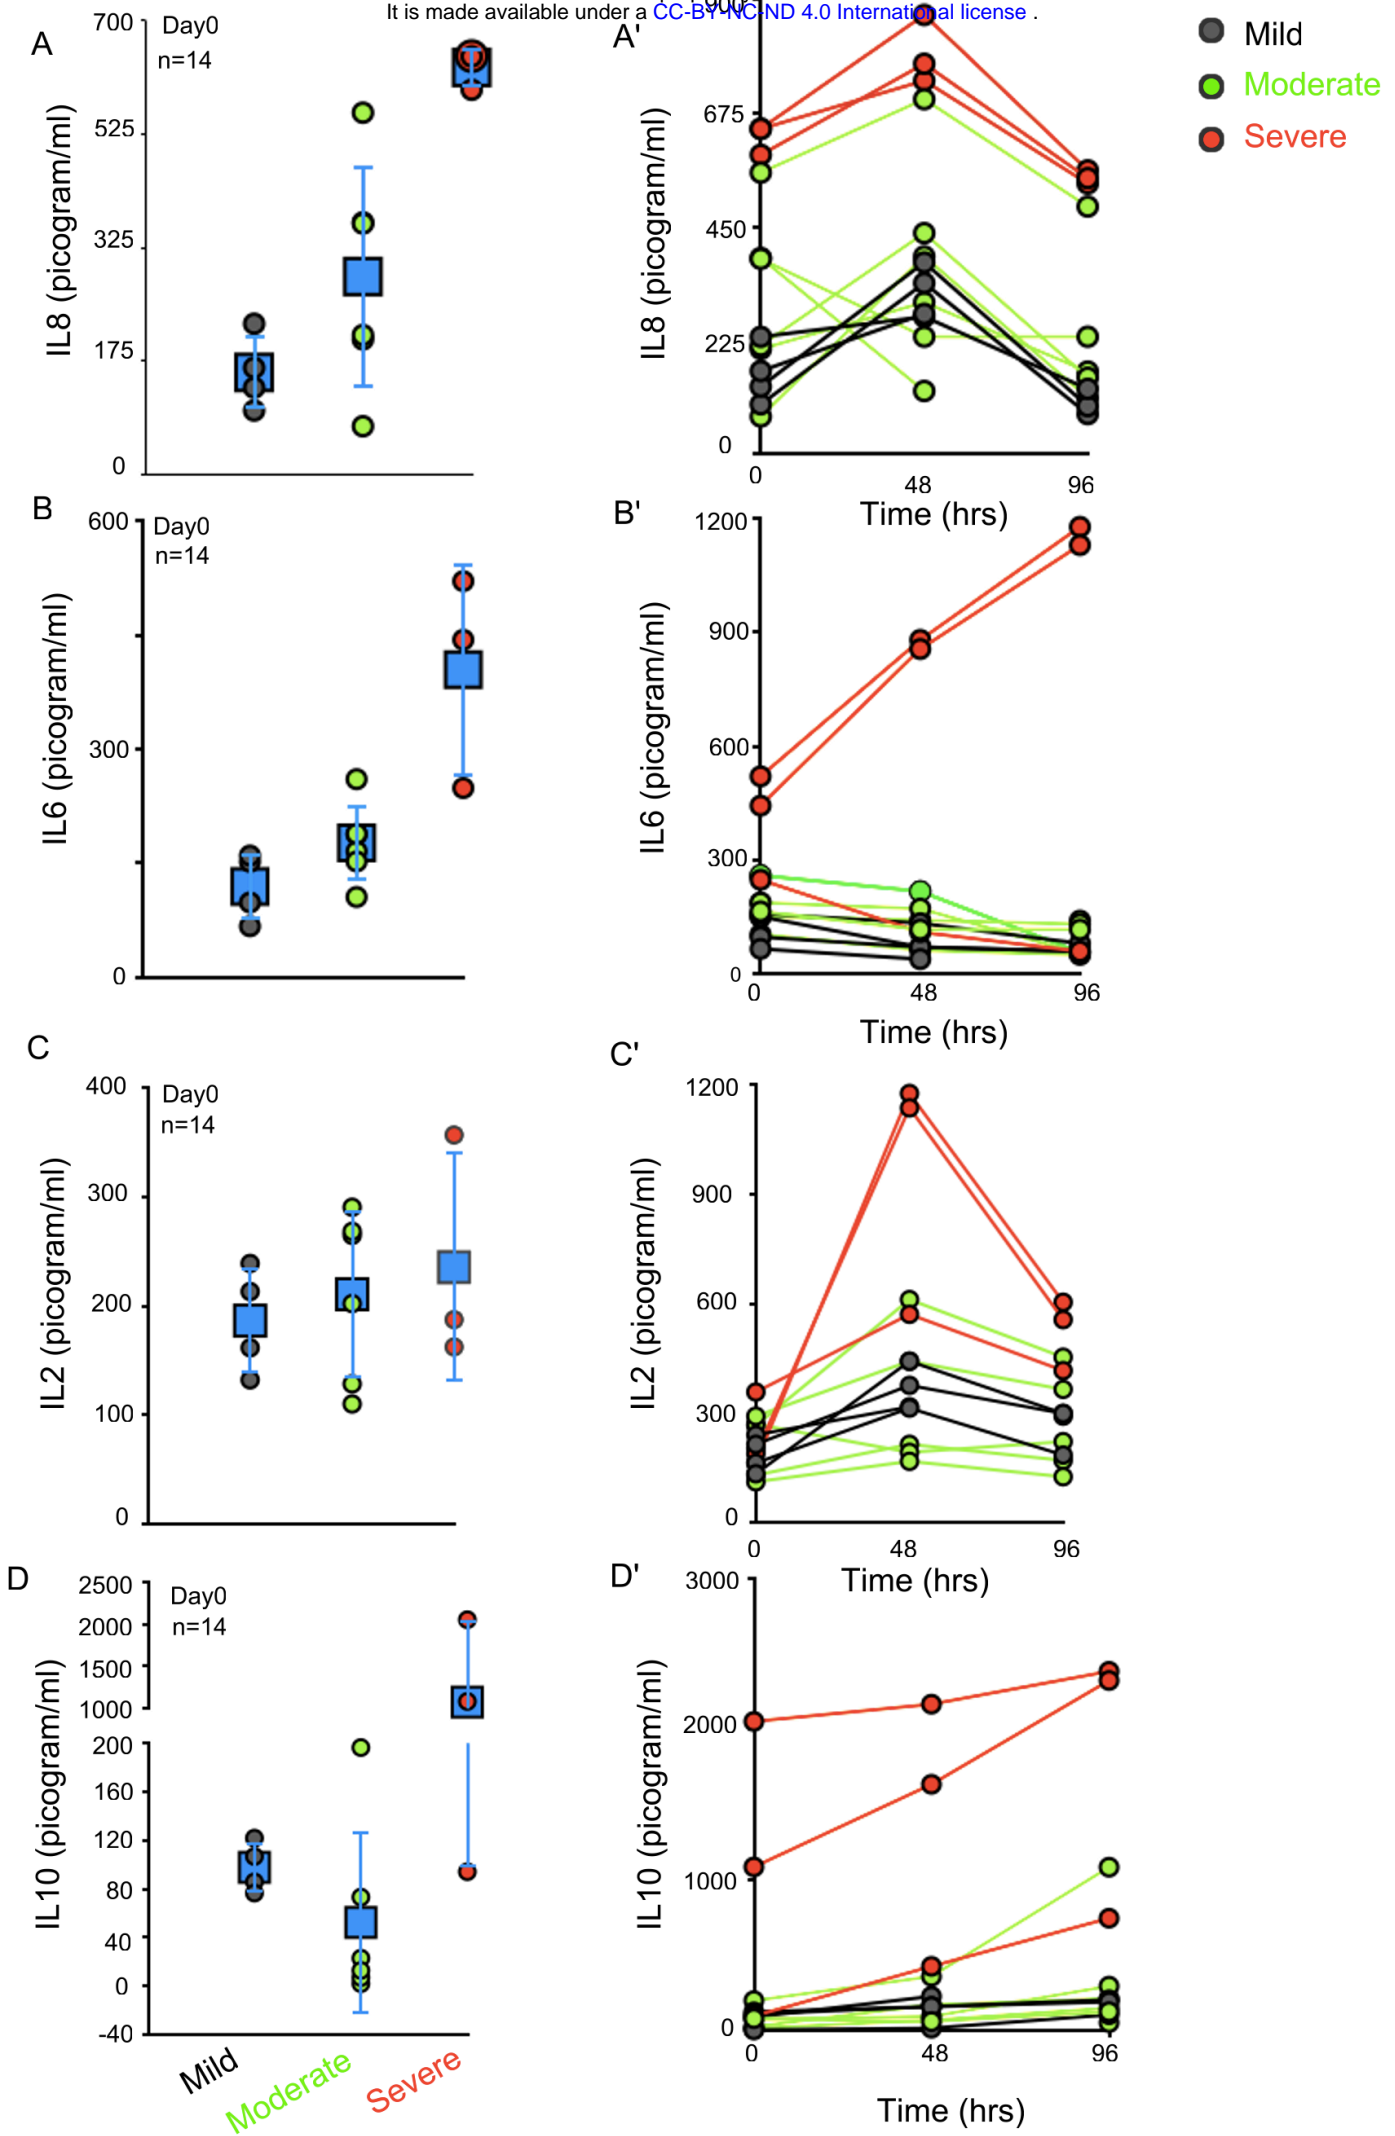 It is made available under a CC-BY-NC-ND 4.0 International license .
A
700
525
325
175
0
Day0
n=14
IL8 (picogram/ml)
A'
900
675
450
225
0
IL8 (picogram/ml)
0
48
96
Time (hrs)
Mild
Moderate
Severe
B
600
300
0
Day0
n=14
IL6 (picogram/ml)
B'
1200
900
600
300
0
IL6 (picogram/ml)
0
48
96
Time (hrs)
C
400
300
200
100
0
Day0
n=14
IL2 (picogram/ml)
C'
1200
900
600
300
0
IL2 (picogram/ml)
0
48
96
Time (hrs)
D
2500
2000
1500
1000
200
160
120
80
40
0
-40
Day0
n=14
IL10 (picogram/ml)
Mild
Moderate
Severe
D'
3000
2000
1000
0
IL10 (picogram/ml)
0
48
96
Time (hrs)